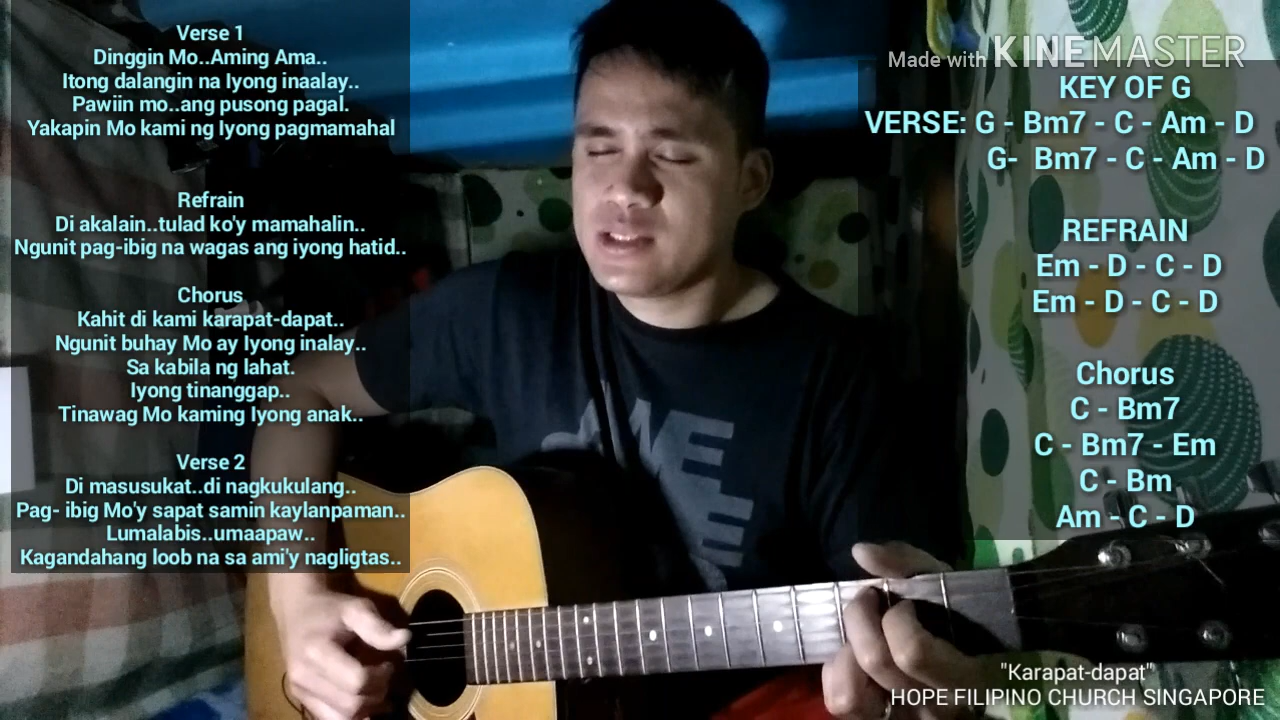 Verse 1
Dinggin Mo..Aming Ama..
Itong dalangin na Iyong inaalay..
Pawiin mo..ang pusong pagal.
Yakapin Mo kami ng Iyong pagmamahal
Refrain
Di akalain..tulad ko'y mamahalin..
Ngunit pag-ibig na wagas ang iyong hatid..
Chorus
Kahit di kami karapat-dapat..
Ngunit buhay Mo ay Iyong inalay..
Sa kabila ng lahat.
Iyong tinanggap..
Tinawag Mo kaming Iyong anak..
Verse 2
Di masusukat..di nagkukulang..
Pag- ibig Mo'y sapat samin kaylanpaman..
Lumalabis..umaapaw..
Kagandahang loob na sa ami'y nagligtas..
Made with KINEMASTER
KEY OF G
VERSE: G - Bm7 - C - Am - D
G- Bm7 - C - Am - D
REFRAIN
Em - D - C - D
Em - D - C - D
Chorus
C - Bm7
C - Bm7 - Em
C - Bm
Am - C - D
"Karapat-dapat"
HOPE FILIPINO CHURCH SINGAPORE